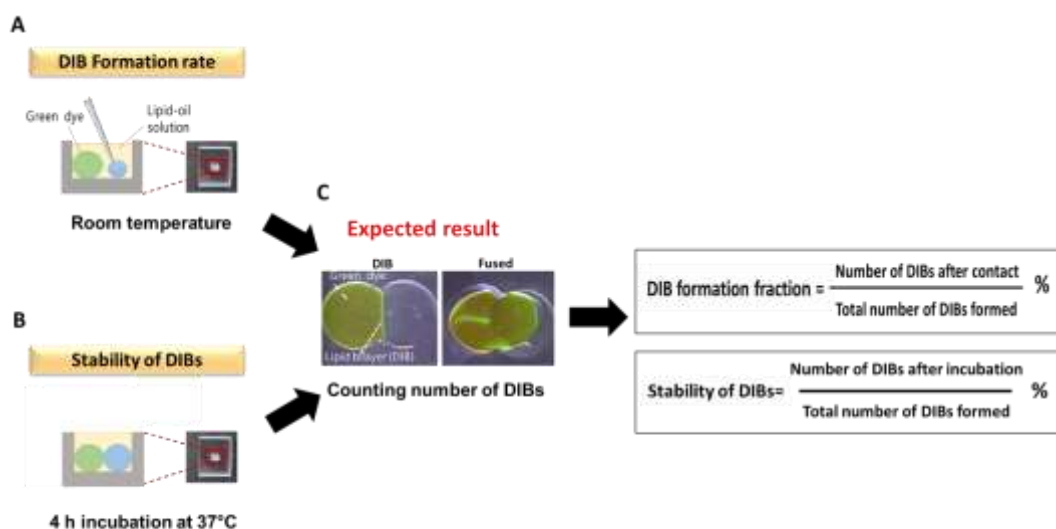 A
DIB Formation rate
Green dye
Lipid-oil
solution
Room temperature
B
Stability of DIBs
4 h incubation at 37°C
C
Expected result
DIB
Fused
Green dye
Lipid bilayer (DIB)
Counting number of DIBs
DIB formation fraction =
Number of DIBs after contact
Total number of DIBs formed
%
Stability of DIBs=
Number of DIBs after incubation
Total number of DIBs formed
%